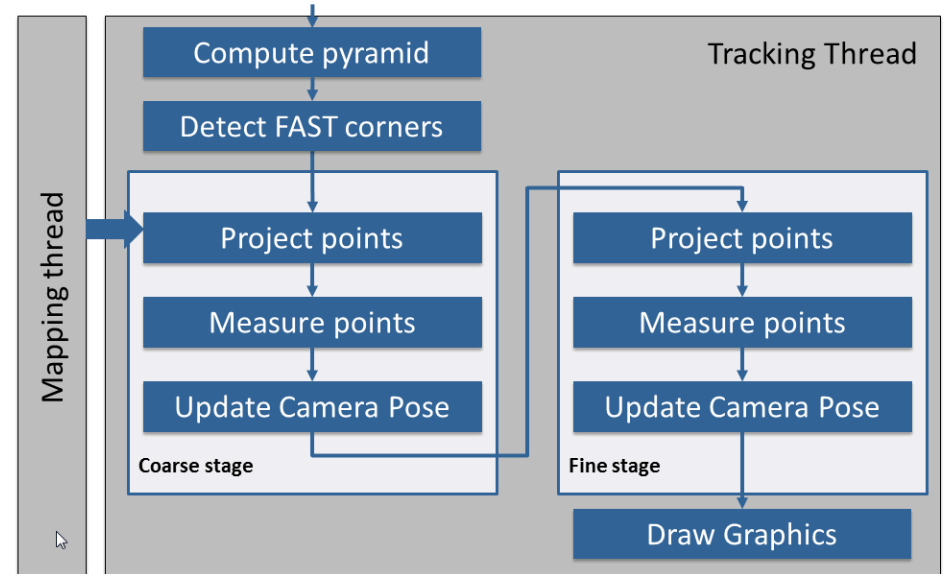 Mapping thread
Tracking Thread
Compute pyramid
Detect FAST corners
Project points
Measure points
Update Camera Pose
Coarse stage
Project points
Measure points
Update Camera Pose
Fine stage
Draw Graphics